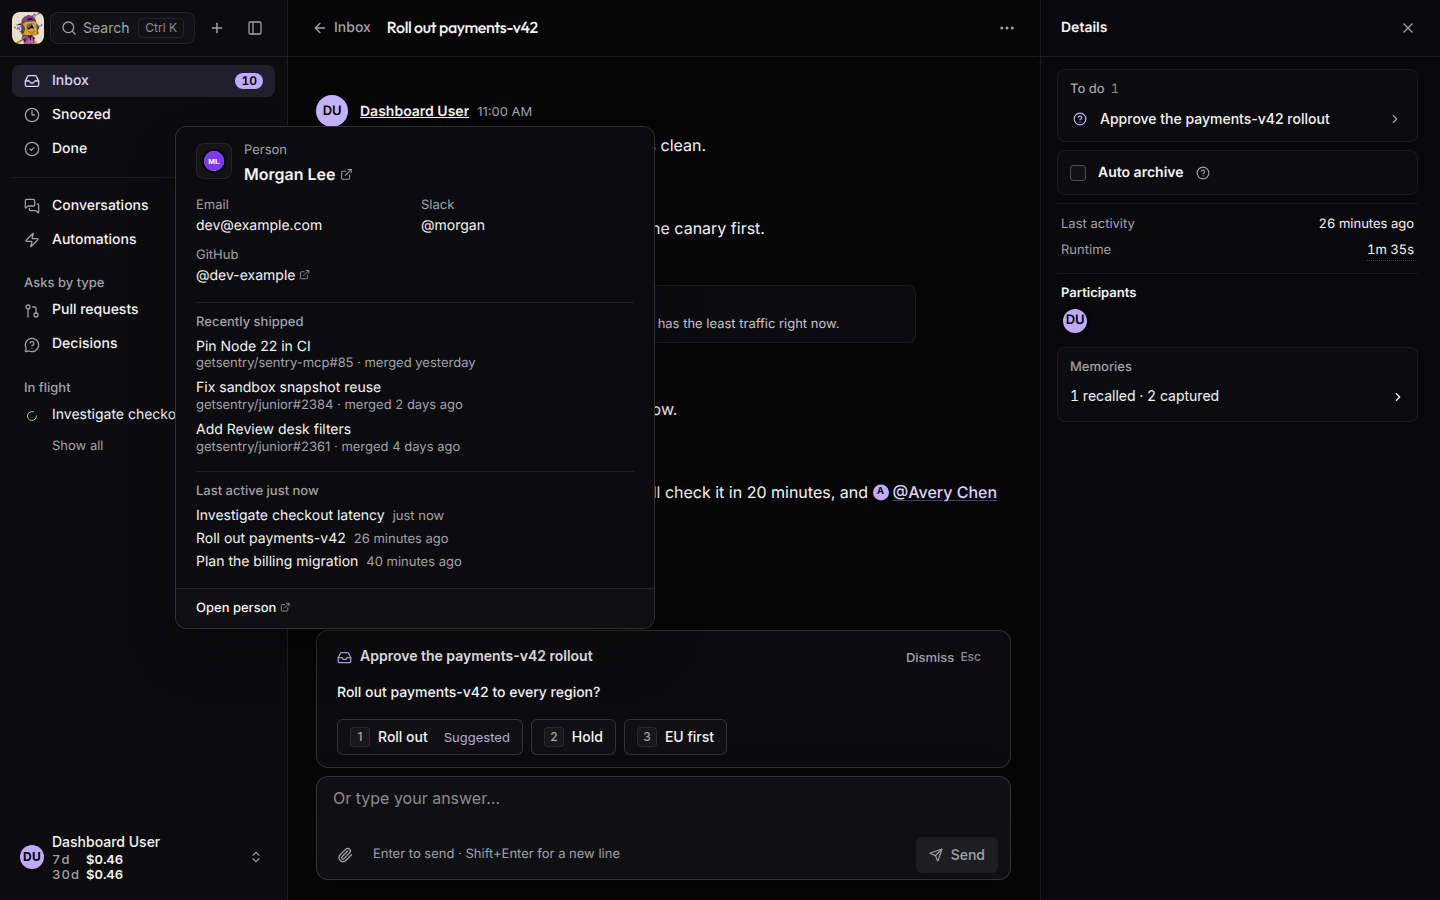 Search Ctrl K
Inbox 10
Snoozed
Done
Conversations
Automations
Asks by type
Pull requests
Decisions
In flight
Investigate checko
Show all
Dashboard User
DU
7d $0.46
30d $0.46
Inbox Roll out payments-v42
DU Dashboard User 11:00 AM
clean.
canary first.
has the least traffic right now.
check it in 20 minutes, and A @Avery Chen
Person
ML
Morgan Lee
Email
dev@example.com
Slack
@morgan
GitHub
@dev-example
Recently shipped
Pin Node 22 in CI
getsentry/sentry-mcp#85 · merged yesterday
Fix sandbox snapshot reuse
getsentry/junior#2384 · merged 2 days ago
Add Review desk filters
getsentry/junior#2361 · merged 4 days ago
Last active just now
Investigate checkout latency just now
Roll out payments-v42 26 minutes ago
Plan the billing migration 40 minutes ago
Open person
Approve the payments-v42 rollout Dismiss Esc
Roll out payments-v42 to every region?
1 Roll out Suggested 2 Hold 3 EU first
Or type your answer...
Enter to send · Shift+Enter for a new line Send
Details
To do 1
Approve the payments-v42 rollout
Auto archive
Last activity 26 minutes ago
Runtime 1m 35s
Participants
DU
Memories
1 recalled · 2 captured